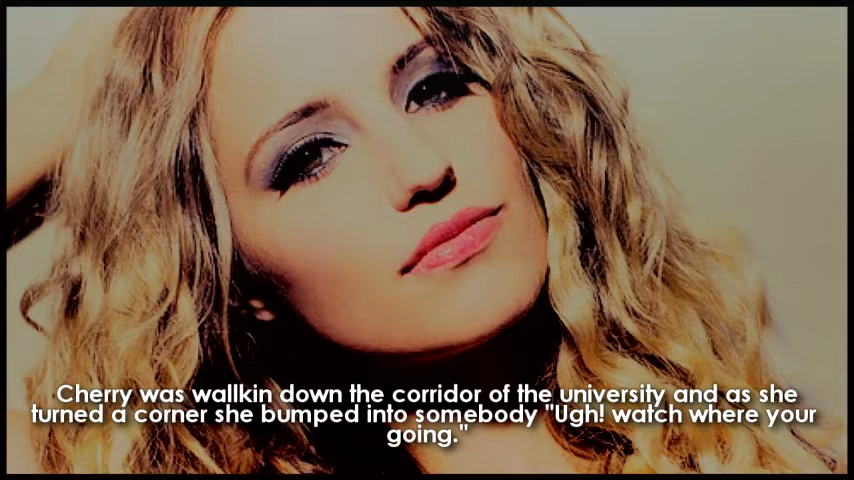 Cherry was wallkin down the corridor of the university and as she
turned a corner she bumped into somebody "Ugh! watch where your
going."